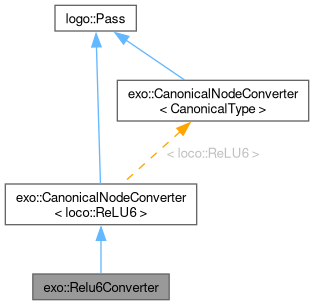 logo::Pass
exo::CanonicalNodeConverter
< CanonicalType >
< loco::ReLU6 >
exo::CanonicalNodeConverter
< loco::ReLU6 >
exo::Relu6Converter